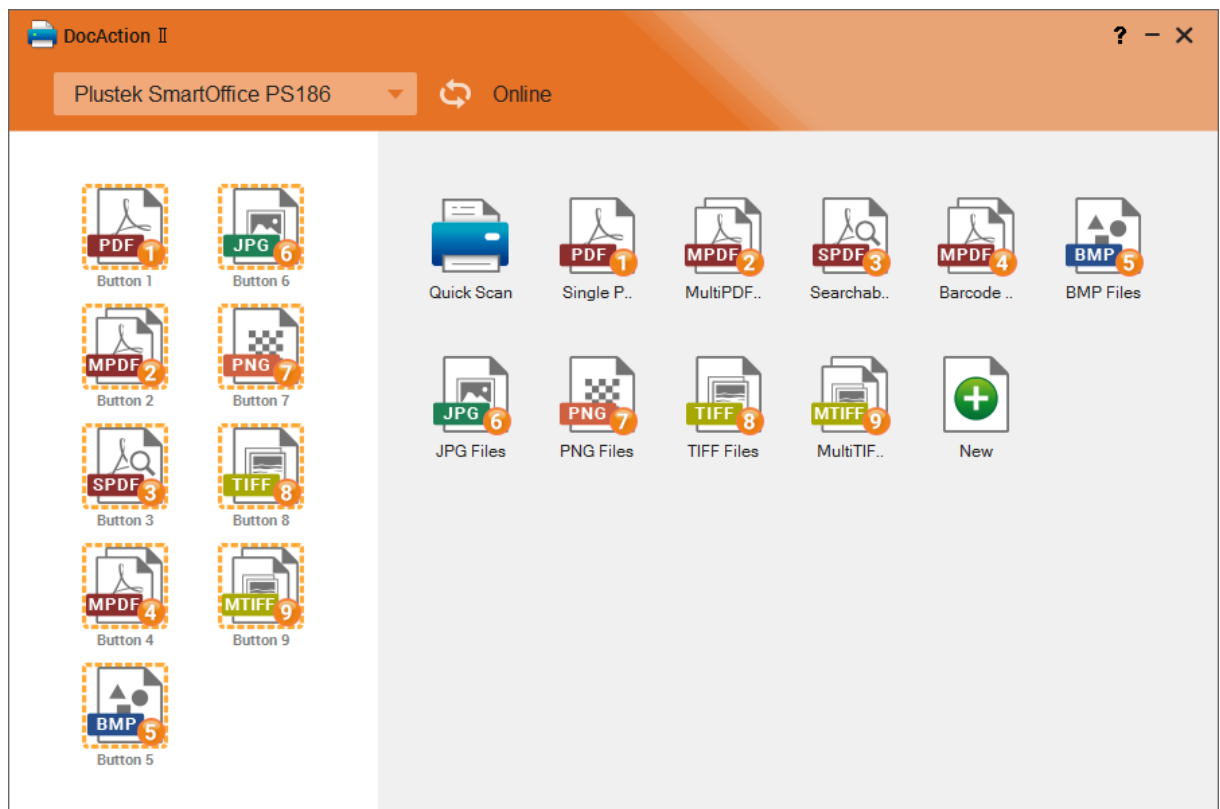 DocAction Ⅱ
? – ×
Plustek SmartOffice PS186
Online
PDF 1
Button 1
JPG 6
Button 6
MPDF 2
Button 2
PNG 7
Button 7
SPDF 3
Button 3
TIFF 8
Button 8
MPDF 4
Button 4
MTIFF 9
Button 9
BMP 5
Button 5
Quick Scan
PDF 1
Single P..
MPDF 2
MultiPDF..
SPDF 3
Searchab..
MPDF 4
Barcode ..
BMP 5
BMP Files
JPG 6
JPG Files
PNG 7
PNG Files
TIFF 8
TIFF Files
MTIFF 9
MultiTIF..
New